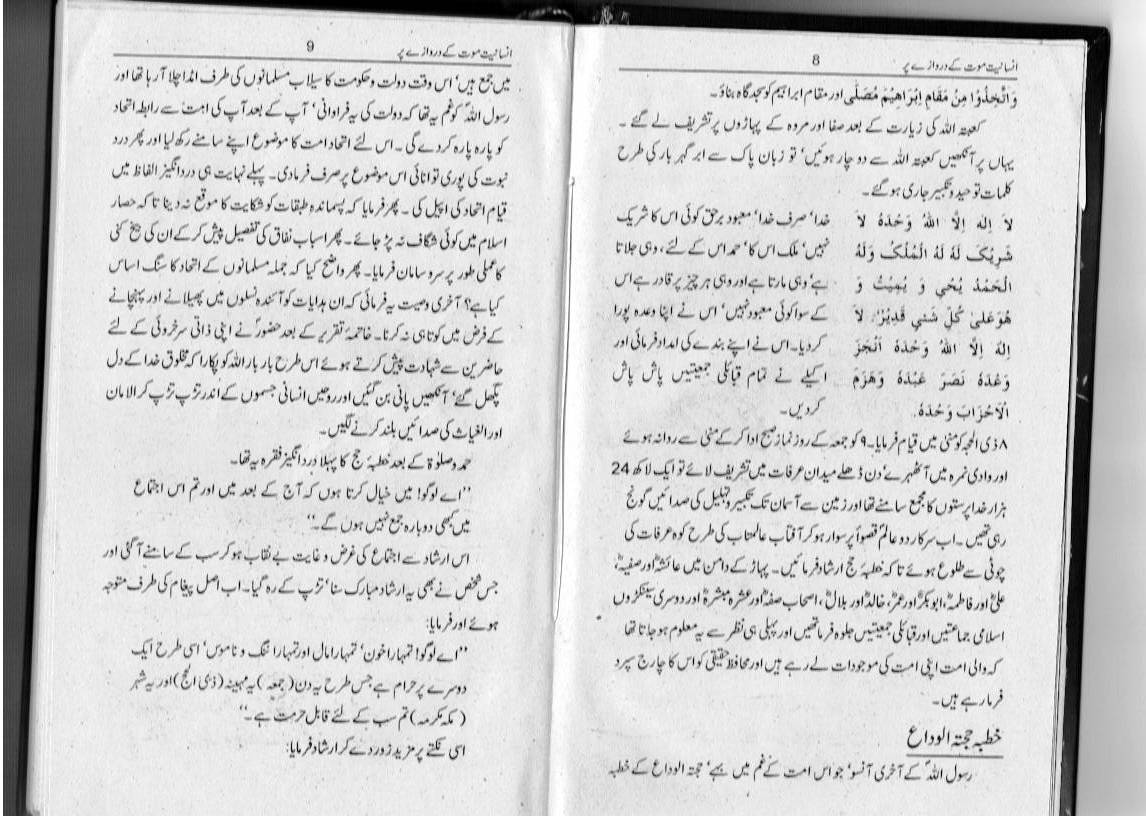 انسانیت موت کے دروازے پر
8
وَاتَّخِذُوْا مِنْ مَقَامِ اِبْرَاهِیْمَ مُصَلّٰی اور مقام ابراہیم کو سجدہ گاہ بناؤ۔
کعبتہ اللہ کی زیارت کے بعد صفا اور مروہ کے پہاڑوں پر تشریف لے گئے ۔
یہاں پر آنکھیں کعبتہ اللہ سے دو چار ہوئیں‘ تو زبان پاک سے ابر گہر بار کی طرح
کلمات توحید و تکبیر جاری ہو گئے۔
لاَ اِلٰهَ اِلَّا اللهُ وَحْدَهٗ لاَ
شَرِیْکَ لَهٗ لَهُ الْمُلْکُ وَلَهُ
الْحَمْدُ یُحْیٖ وَ یُمِیْتُ وَ
هُوَ عَلیٰ کُلِّ شَئیٍ قَدِیْرٌ، لاَ
اِلٰهَ اِلَّا اللهُ وَحْدَهٗ اَنْجَزَ
وَعْدَهٗ نَصَرَ عَبْدَهٗ وَهَزَمَ
الْاَحْزَابَ وَحْدَهٗ۔
خدا‘ صرف خدا‘ معبود برحق کوئی اس کا شریک
نہیں‘ ملک اس کا‘ حمد اس کے لئے، وہی جلاتا
ہے‘ وہی مارتا ہے اور وہی ہر چیز پر قادر ہے اس
کے سوا کوئی معبود نہیں‘ اس نے اپنا وعدہ پورا
کر دیا۔ اس نے اپنے بندے کی امداد فرمائی اور
اکیلے نے تمام قبائلی جمعیتیں پاش پاش
کر دیں۔
۸ ذی الحجہ کو منیٰ میں قیام فرمایا۔ ۹ کو جمعہ کے روز نماز صبح ادا کر کے منیٰ سے روانہ ہوئے
اور وادی نمرہ میں آ ٹھہرے‘ دن ڈھلے میدان عرفات میں تشریف لائے تو ایک لاکھ 24
ہزار خدا پرستوں کا مجمع سامنے تھا اور زمین سے آسمان تک تکبیر و تہلیل کی صدائیں گونج
رہی تھیں۔ اب سرکار دو عالمؐ قصواؑ پر سوار ہو کر آفتاب عالمتاب کی طرح کوہ عرفات کی
چوٹی سے طلوع ہوئے تا کہ خطبہ حج ارشاد فرمائیں۔ پہاڑ کے دامن میں عائشہؓ اور صفیہؓ،
علیؓ اور فاطمہؓ، ابوبکرؓ اور عمرؓ، خالدؓ اور بلالؓ، اصحاب صفہؓ اور عشرہ مبشرہؓ اور دوسری سینکڑوں
اسلامی جماعتیں اور قبائلی جمعیتیں جلوہ فرما تھیں اور پہلی ہی نظر سے یہ معلوم ہو جاتا تھا
کہ والی امت اپنی امت کی موجودات لے رہے ہیں اور محافظ حقیقی کو اس کا چارج سپرد
فرما رہے ہیں۔
خطبہ حجتہ الوداع
رسول اللہؐ کے آخری آنسو‘ جو اس امت کے غم میں بہے‘ حجتہ الوداع کے خطبہ
انسانیت موت کے دروازے پر
9
میں جمع ہیں‘ اس وقت دولت و حکومت کا سیلاب مسلمانوں کی طرف امڈا چلا آ رہا تھا اور
رسول اللہؐ کو غم یہ تھا کہ دولت کی یہ فراوانی‘ آپ کے بعد آپ کی امت سے رابطہ اتحاد
کو پارہ پارہ کر دے گی ۔ اس لئے اتحاد امت کا موضوع اپنے سامنے رکھ لیا اور پھر درد
نبوت کی پوری توانائی اس موضوع پر صرف فرما دی۔ پہلے نہایت ہی درد انگیز الفاظ میں
قیام اتحاد کی اپیل کی ۔ پھر فرمایا کہ پسماندہ طبقات کو شکایت کا موقع نہ دینا تا کہ حصار
اسلام میں کوئی شگاف نہ پڑ جائے۔ پھر اسباب نفاق کی تفصیل پیش کر کے ان کی بیخ کنی
کا عملی طور پر سرو سامان فرمایا۔ پھر واضح کیا کہ جملہ مسلمانوں کے اتحاد کا سنگ اساس
کیا ہے؟ آخری وصیت یہ فرمائی کہ ان ہدایات کو آئندہ نسلوں میں پھیلانے اور پہنچانے
کے فرض میں کوتاہی نہ کرنا۔ خاتمہ تقریر کے بعد حضورؐ نے اپنی ذاتی سرخروئی کے لئے
حاضرین سے شہادت پیش کرتے ہوئے اس طرح بار بار اللہ کو پکارا کہ مخلوق خدا کے دل
پگھل گئے‘ آنکھیں پانی بن گئیں اور روحیں انسانی جسموں کے اندر تڑپ تڑپ کر الامان
اور الغیاث کی صدائیں بلند کرنے لگیں۔
حمد و صلوٰۃ کے بعد خطبہ حج کا پہلا درد انگیز فقرہ یہ تھا۔
”اے لوگو! میں خیال کرتا ہوں کہ آج کے بعد میں اور تم اس اجتماع
میں کبھی دوبارہ جمع نہیں ہوں گے۔“
اس ارشاد سے اجتماع کی غرض و غایت بے نقاب ہو کر سب کے سامنے آ گئی اور
جس شخص نے بھی یہ ارشاد مبارک سنا‘ تڑپ کے رہ گیا۔ اب اصل پیغام کی طرف متوجہ
ہوئے اور فرمایا:
”اے لوگو! تمہارا خون‘ تمہارا مال اور تمہارا ننگ و ناموس‘ اسی طرح ایک
دوسرے پر حرام ہے جس طرح یہ دن (جمعہ) یہ مہینہ (ذی الحج) اور یہ شہر
(مکہ مکرمہ) تم سب کے لئے قابل حرمت ہے۔“
اسی نکتے پر مزید زور دے کر ارشاد فرمایا: